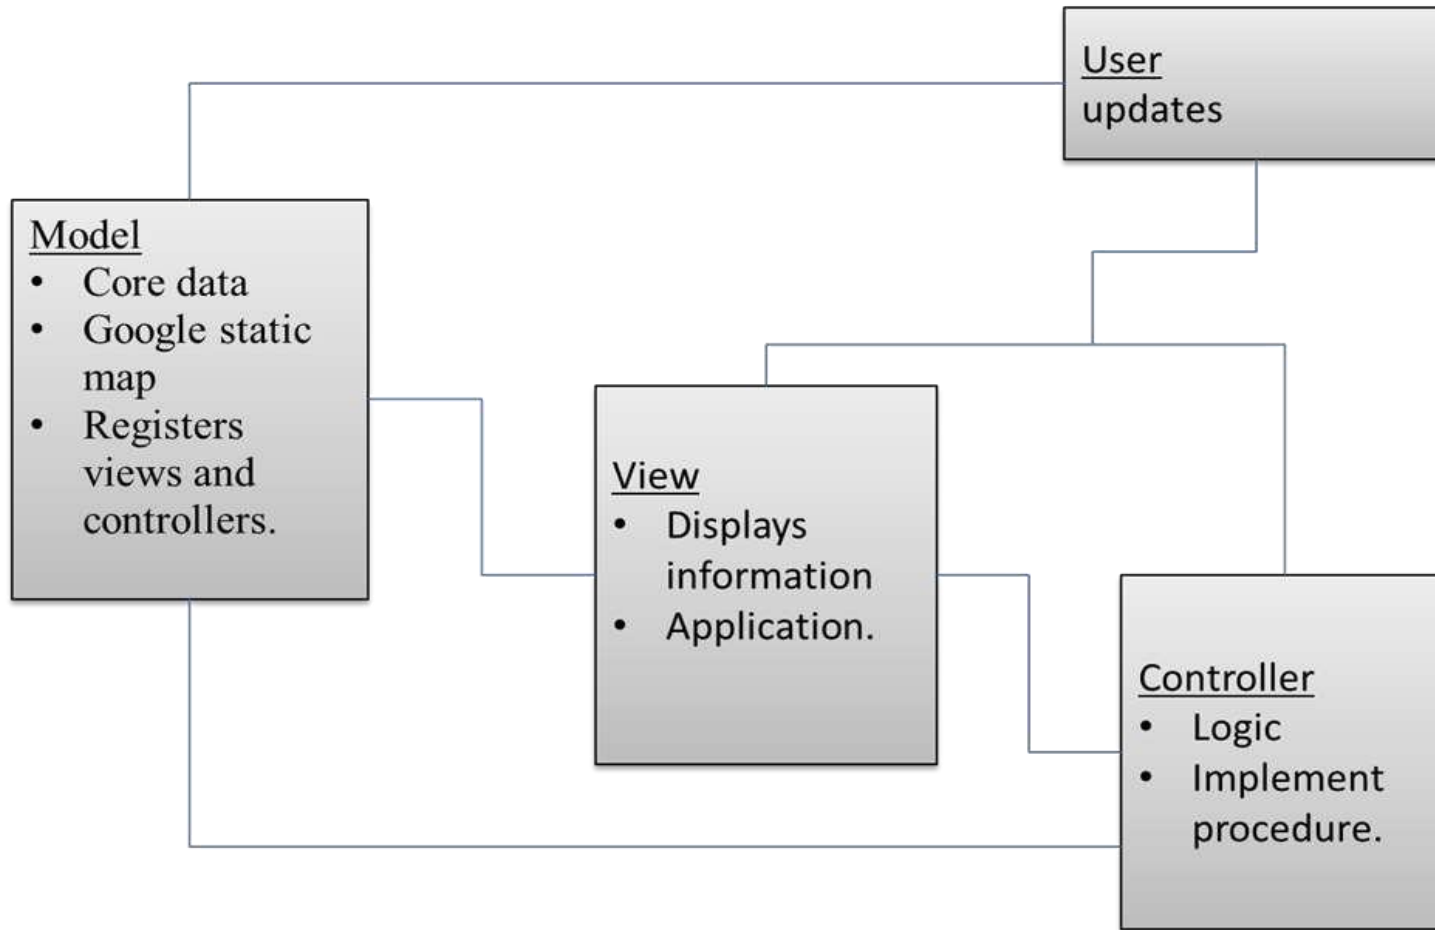 User
updates
Model
• Core data
• Google static
map
• Registers
views and
controllers.
View
• Displays
information
• Application.
Controller
• Logic
• Implement
procedure.